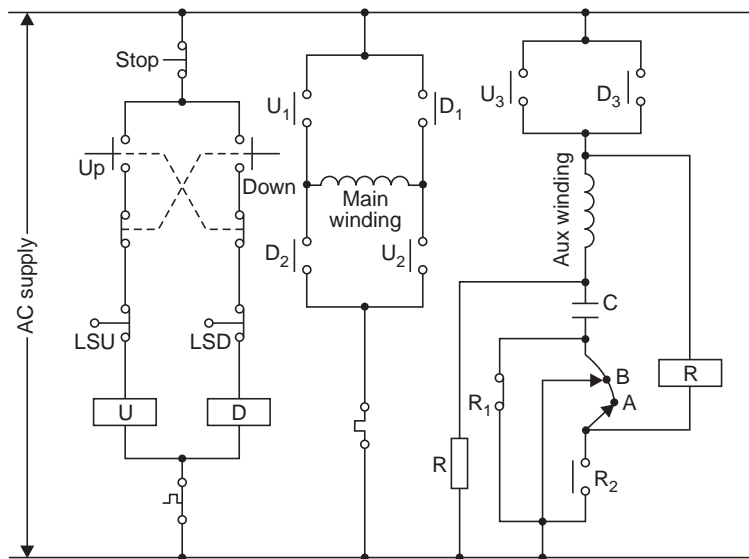 AC supply
Stop
Up
Down
LSU
LSD
U
D
U₁
D₁
Main
winding
D₂
U₂
U₃
D₃
Aux winding
C
R₁
B
A
R
R
R₂